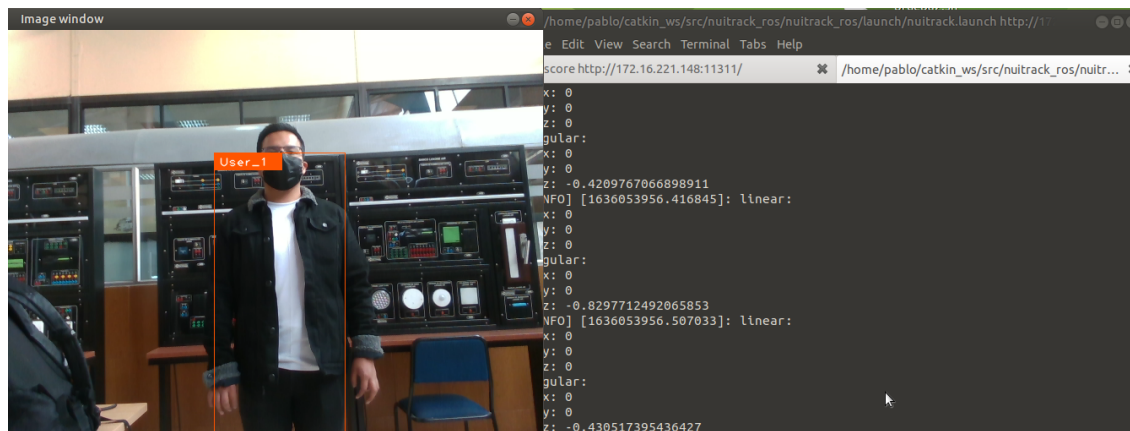 Image window
User_1
/home/pablo/catkin_ws/src/nuitrack_ros/nuitrack_ros/launch/nuitrack.launch http://17
e Edit View Search Terminal Tabs Help
score http://172.16.221.148:11311/
/home/pablo/catkin_ws/src/nuitrack_ros/nuitr...
x: 0
y: 0
z: 0
gular:
x: 0
y: 0
z: -0.4209767066898911
NFO] [1636053956.416845]: linear:
x: 0
y: 0
z: 0
gular:
x: 0
y: 0
z: -0.8297712492065853
NFO] [1636053956.507033]: linear:
x: 0
y: 0
z: 0
gular:
x: 0
y: 0
z: -0.430517395436427